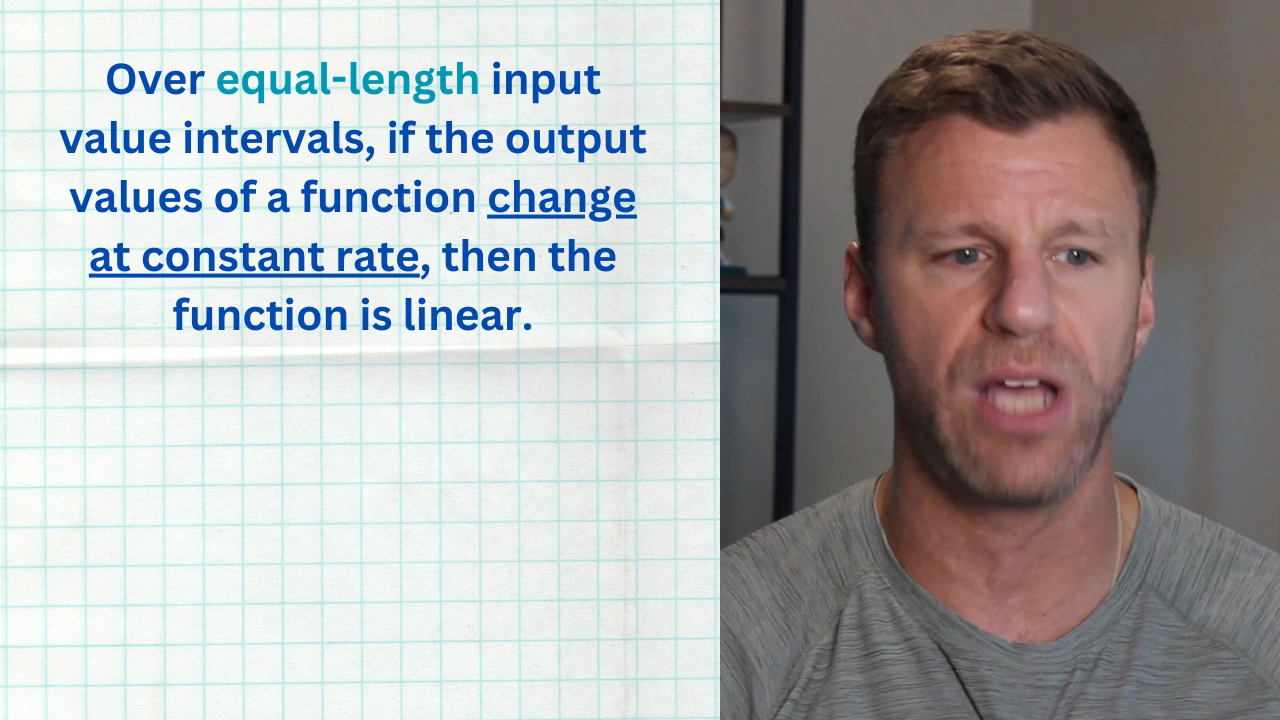 Over equal-length input
value intervals, if the output
values of a function change
at constant rate, then the
function is linear.